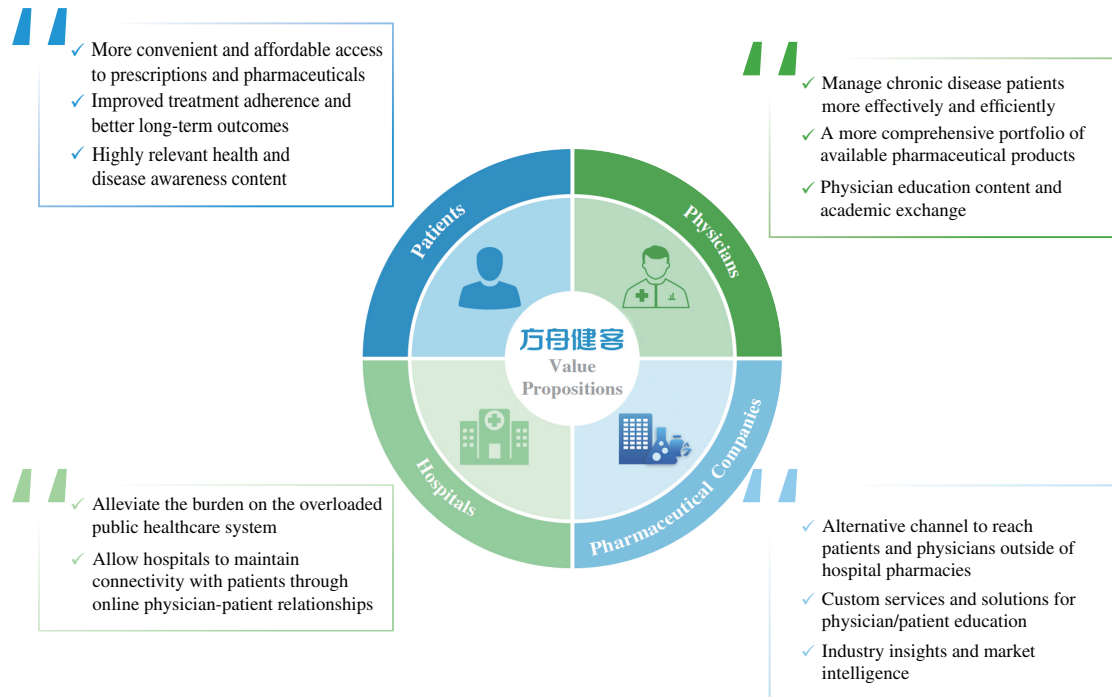 More convenient and affordable access
to prescriptions and pharmaceuticals
Improved treatment adherence and
better long-term outcomes
Highly relevant health and
disease awareness content
Manage chronic disease patients
more effectively and efficiently
A more comprehensive portfolio of
available pharmaceutical products
Physician education content and
academic exchange
Patients
Physicians
方舟健客
Value
Propositions
Hospitals
Pharmaceutical Companies
Alleviate the burden on the overloaded
public healthcare system
Allow hospitals to maintain
connectivity with patients through
online physician-patient relationships
Alternative channel to reach
patients and physicians outside of
hospital pharmacies
Custom services and solutions for
physician/patient education
Industry insights and market
intelligence